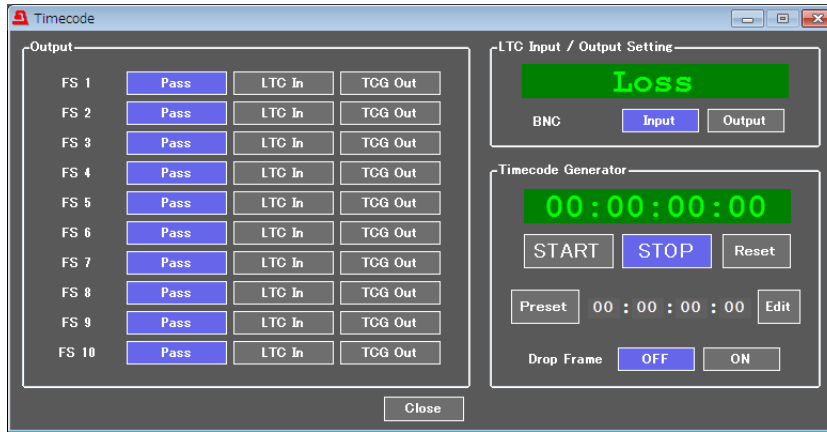 Timecode
Output
FS 1 Pass LTC In TCG Out
FS 2 Pass LTC In TCG Out
FS 3 Pass LTC In TCG Out
FS 4 Pass LTC In TCG Out
FS 5 Pass LTC In TCG Out
FS 6 Pass LTC In TCG Out
FS 7 Pass LTC In TCG Out
FS 8 Pass LTC In TCG Out
FS 9 Pass LTC In TCG Out
FS 10 Pass LTC In TCG Out
LTC Input / Output Setting
Loss
BNC Input Output
Timecode Generator
00:00:00:00
START STOP Reset
Preset 00 : 00 : 00 : 00 Edit
Drop Frame OFF ON
Close